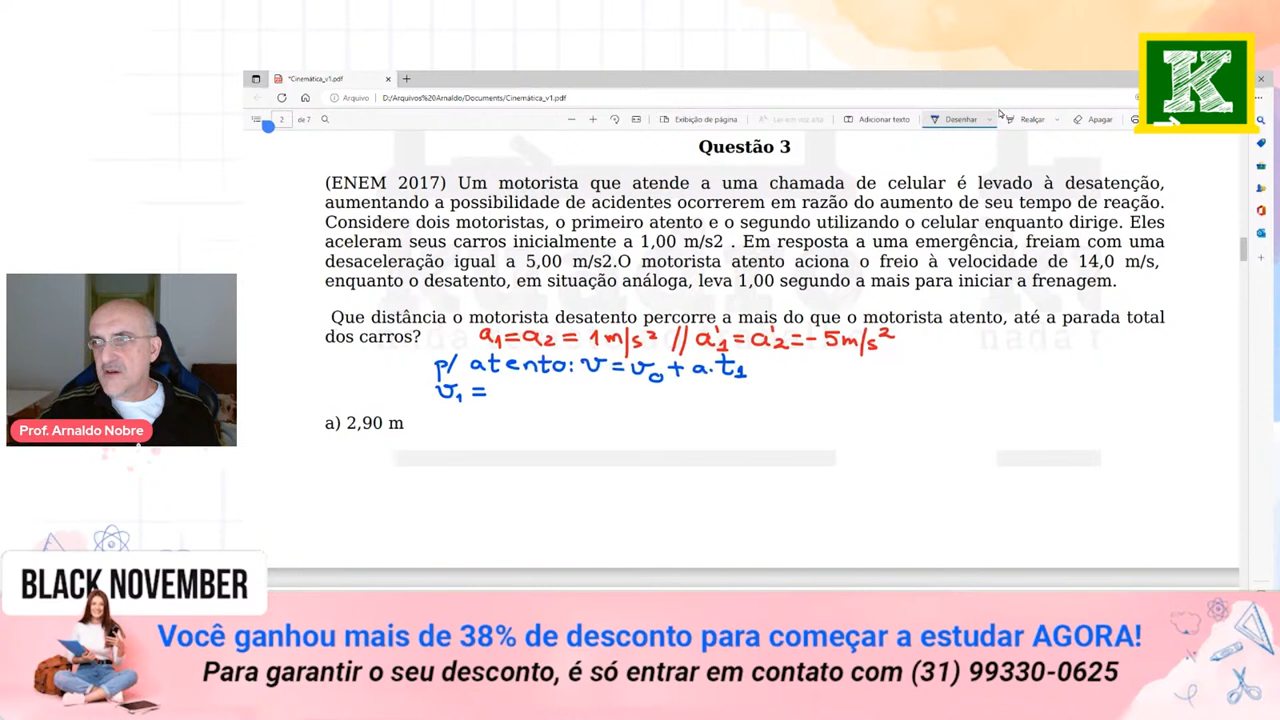 *Cinemática_v1.pdf
Arquivo D:/Arquivos%20Arnaldo/Documents/Cinemática_v1.pdf
2 de 7 Exibição de página Ler em voz alta Adicionar texto Desenhar Realçar Apagar
K
Questão 3
(ENEM 2017) Um motorista que atende a uma chamada de celular é levado à desatenção,
aumentando a possibilidade de acidentes ocorrerem em razão do aumento de seu tempo de reação.
Considere dois motoristas, o primeiro atento e o segundo utilizando o celular enquanto dirige. Eles
aceleram seus carros inicialmente a 1,00 m/s2 . Em resposta a uma emergência, freiam com uma
desaceleração igual a 5,00 m/s2.O motorista atento aciona o freio à velocidade de 14,0 m/s,
enquanto o desatento, em situação análoga, leva 1,00 segundo a mais para iniciar a frenagem.
Que distância o motorista desatento percorre a mais do que o motorista atento, até a parada total
dos carros? a₁=a₂=1m/s² // a'₁=a'₂=-5m/s²
p/ atento: v=v₀+a.t₁
v₁=
a) 2,90 m
Prof. Arnaldo Nobre
BLACK NOVEMBER
Você ganhou mais de 38% de desconto para começar a estudar AGORA!
Para garantir o seu desconto, é só entrar em contato com (31) 99330-0625